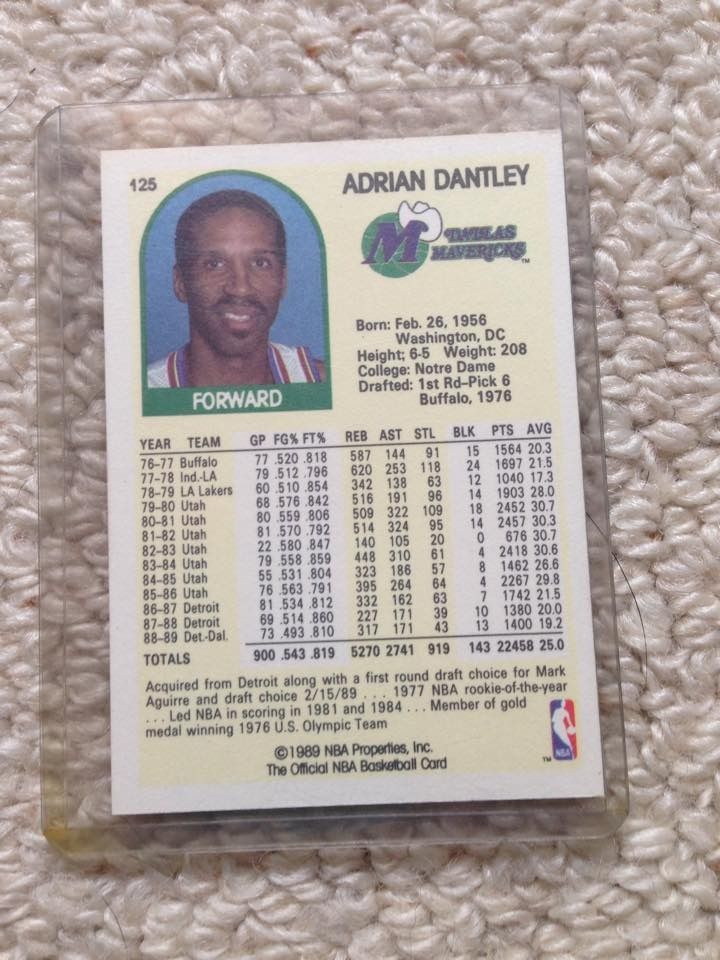 125
ADRIAN DANTLEY
M DALLAS
MAVERICKS™
Born: Feb. 26, 1956
Washington, DC
Height: 6-5 Weight: 208
College: Notre Dame
Drafted: 1st Rd-Pick 6
Buffalo, 1976
FORWARD
YEAR TEAM GP FG% FT% REB AST STL BLK PTS AVG
76-77 Buffalo 77 .520 .818 587 144 91 15 1564 20.3
77-78 Ind.-LA 79 .512 .796 620 253 118 24 1697 21.5
78-79 LA Lakers 60 .510 .854 342 138 63 12 1040 17.3
79-80 Utah 68 .576 .842 516 191 96 14 1903 28.0
80-81 Utah 80 .559 .806 509 322 109 18 2452 30.7
81-82 Utah 81 .570 .792 514 324 95 14 2457 30.3
82-83 Utah 22 .580 .847 140 105 20 0 676 30.7
83-84 Utah 79 .558 .859 448 310 61 4 2418 30.6
84-85 Utah 55 .531 .804 323 186 57 8 1462 26.6
85-86 Utah 76 .563 .791 395 264 64 4 2267 29.8
86-87 Detroit 81 .534 .812 332 162 63 7 1742 21.5
87-88 Detroit 69 .514 .860 227 171 39 10 1380 20.0
88-89 Det.-Dal. 73 .493 .810 317 171 43 13 1400 19.2
TOTALS 900 .543 .819 5270 2741 919 143 22458 25.0
Acquired from Detroit along with a first round draft choice for Mark
Aguirre and draft choice 2/15/89 . . . 1977 NBA rookie-of-the-year
. . . Led NBA in scoring in 1981 and 1984 . . . Member of gold
medal winning 1976 U.S. Olympic Team
©1989 NBA Properties, Inc.
The Official NBA Basketball Card
NBA
™